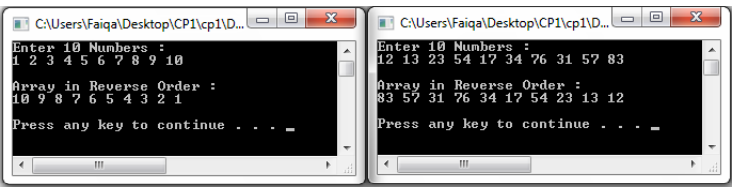 C:\Users\Faiqa\Desktop\CP1\cp1\D...
Enter 10 Numbers :
1 2 3 4 5 6 7 8 9 10
Array in Reverse Order :
10 9 8 7 6 5 4 3 2 1
Press any key to continue . . . _
C:\Users\Faiqa\Desktop\CP1\cp1\D...
Enter 10 Numbers :
12 13 23 54 17 34 76 31 57 83
Array in Reverse Order :
83 57 31 76 34 17 54 23 13 12
Press any key to continue . . . _